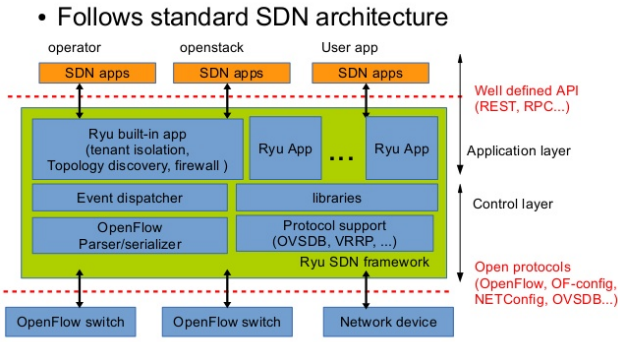 • Follows standard SDN architecture
operator
openstack
User app
SDN apps
SDN apps
SDN apps
Well defined API
(REST, RPC...)
Ryu built-in app
(tenant isolation,
Topology discovery, firewall )
Ryu App
...
Ryu App
Application layer
Event dispatcher
libraries
Control layer
OpenFlow
Parser/serializer
Protocol support
(OVSDB, VRRP, ...)
Ryu SDN framework
Open protocols
(OpenFlow, OF-config,
NETConfig, OVSDB...)
OpenFlow switch
OpenFlow switch
Network device